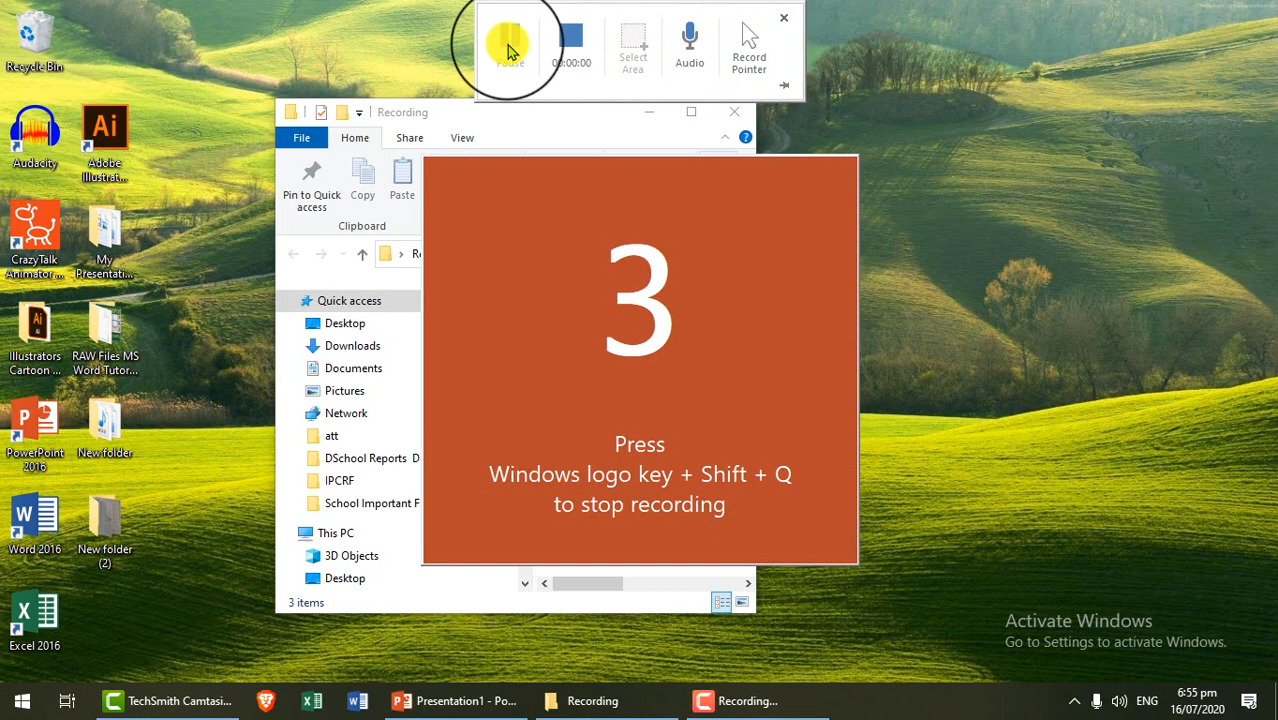 Recycle Bin
Audacity
Adobe
Illustrat...
CrazyTalk
Animator ...
My
Presentati...
Illustrators
Cartoon ...
RAW Files MS
Word Tutor...
PowerPoint
2016
New folder
Word 2016
New folder
(2)
Excel 2016
Pause
00:00:00
Select
Area
Audio
Record
Pointer
Recording
File
Home
Share
View
Pin to Quick
access
Copy
Paste
Clipboard
Re
Quick access
Desktop
Downloads
Documents
Pictures
Network
att
DSchool Reports D
IPCRF
School Important F
This PC
3D Objects
Desktop
3 items
3
Press
Windows logo key + Shift + Q
to stop recording
Activate Windows
Go to Settings to activate Windows.
TechSmith Camtasi...
Presentation1 - Po...
Recording
Recording...
ENG
6:55 pm
16/07/2020